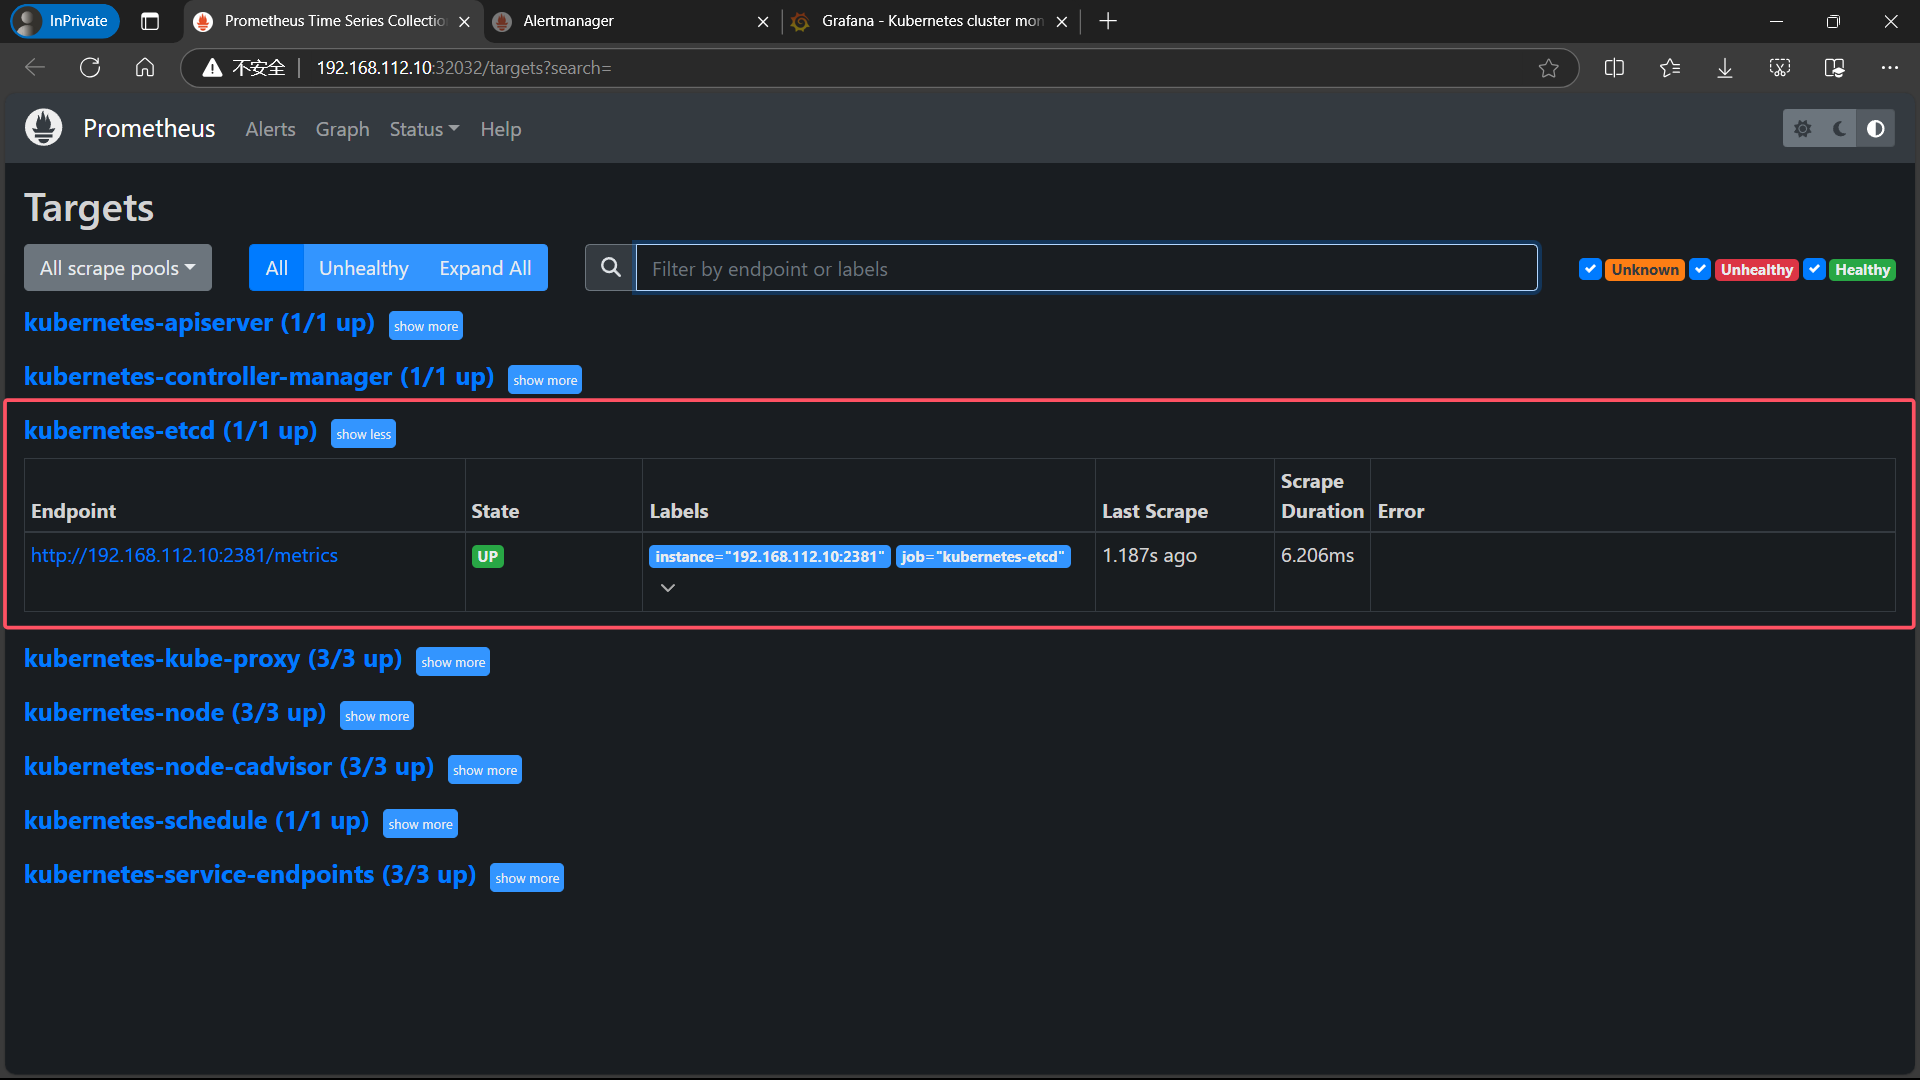 InPrivate
Prometheus Time Series Collectio
Alertmanager
Grafana - Kubernetes cluster mon
不安全
192.168.112.10:32032/targets?search=
Prometheus
Alerts
Graph
Status
Help
Targets
All scrape pools
All
Unhealthy
Expand All
Filter by endpoint or labels
Unknown
Unhealthy
Healthy
kubernetes-apiserver (1/1 up) show more
kubernetes-controller-manager (1/1 up) show more
kubernetes-etcd (1/1 up) show less
Endpoint
State
Labels
Last Scrape
Scrape
Duration
Error
http://192.168.112.10:2381/metrics
UP
instance="192.168.112.10:2381" job="kubernetes-etcd"
1.187s ago
6.206ms
kubernetes-kube-proxy (3/3 up) show more
kubernetes-node (3/3 up) show more
kubernetes-node-cadvisor (3/3 up) show more
kubernetes-schedule (1/1 up) show more
kubernetes-service-endpoints (3/3 up) show more